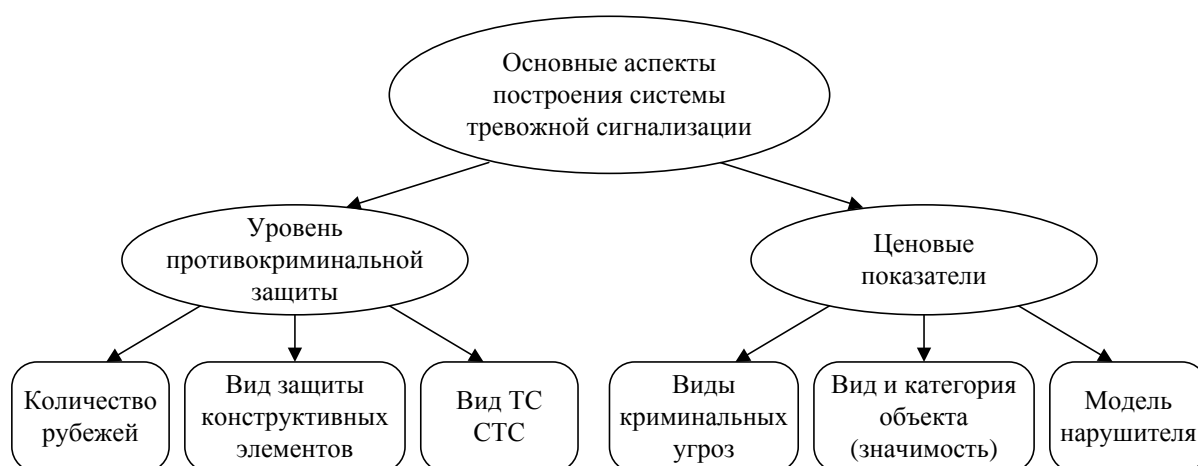 Основные аспекты
построения системы
тревожной сигнализации
Уровень
противокриминальной
защиты
Ценовые
показатели
Количество
рубежей
Вид защиты
конструктивных
элементов
Вид ТС
СТС
Виды
криминальных
угроз
Вид и категория
объекта
(значимость)
Модель
нарушителя